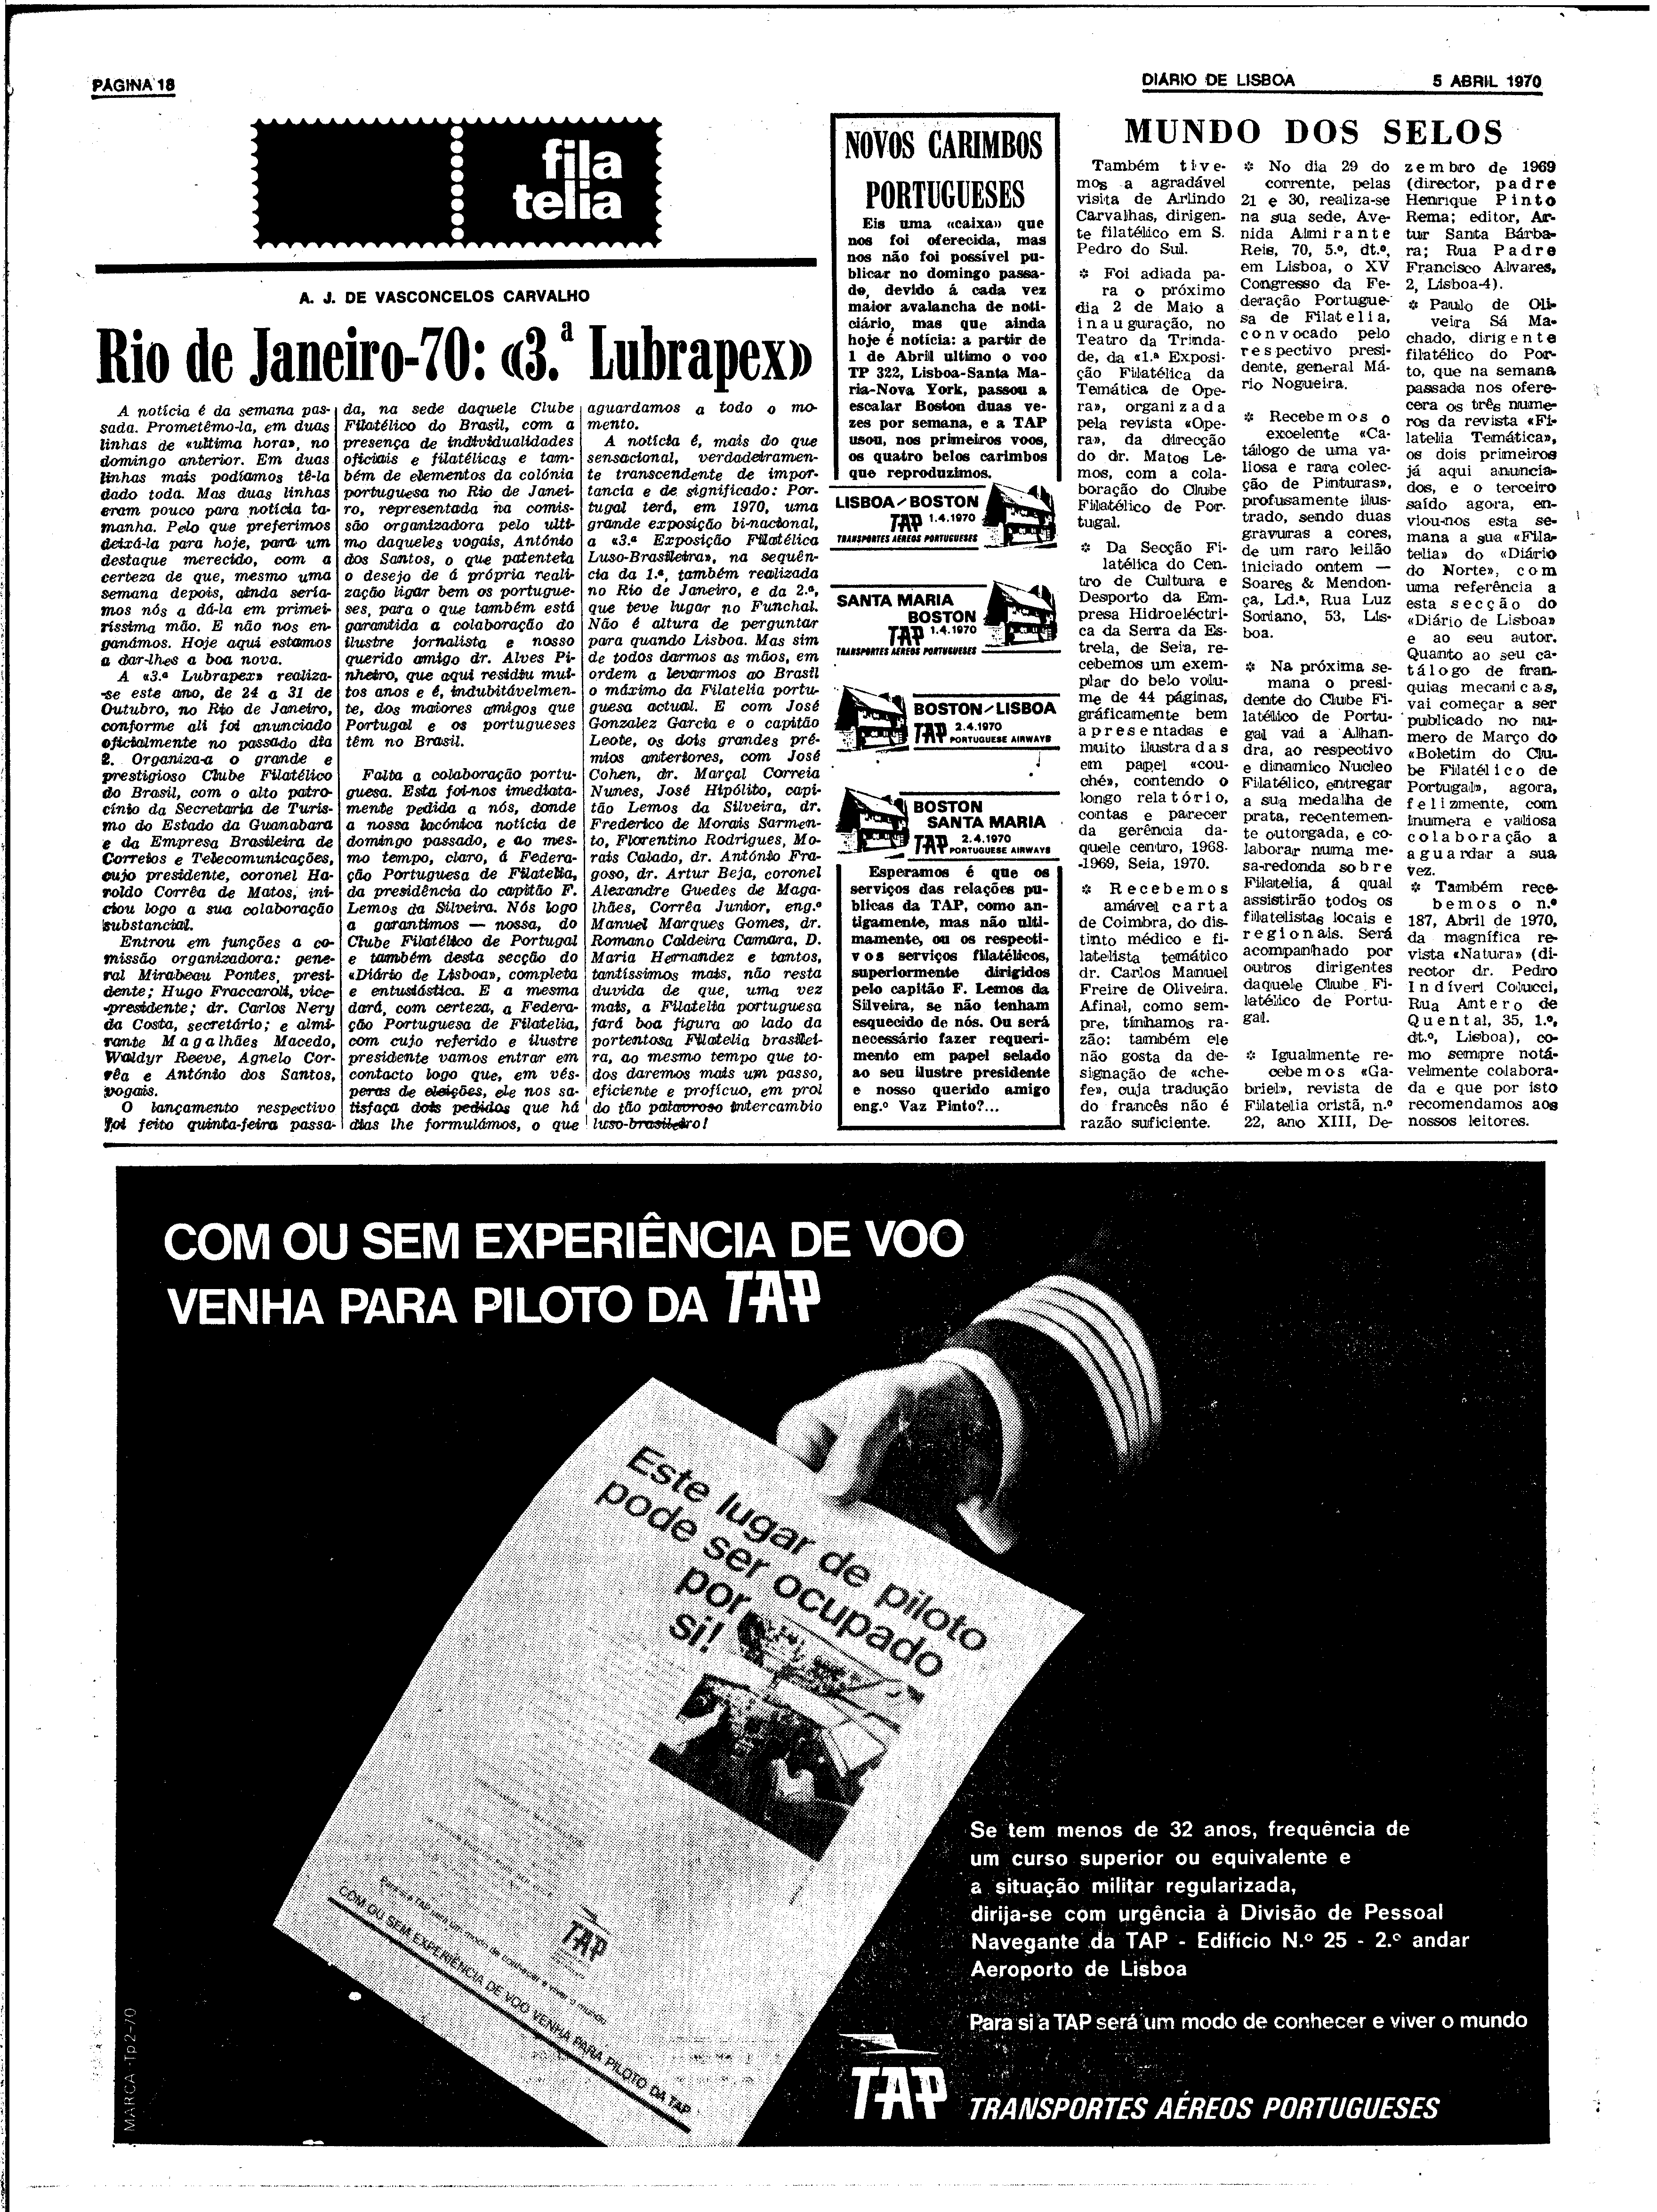 PÁGINA 18
DIÁRIO DE LISBOA
5 ABRIL 1970
fila
telia
A. J. DE VASCONCELOS CARVALHO
Rio de Janeiro-70: «3.ª Lubrapex»
A notícia é da semana pas-
sada. Prometêmo-la, em duas
linhas de «ultima hora», no
domingo anterior. Em duas
linhas mais podíamos tê-la
dado toda. Mas duas linhas
eram pouco para notícia ta-
manha. Pelo que preferimos
deixá-la para hoje, para um
destaque merecido, com a
certeza de que, mesmo uma
semana depois, ainda sería-
mos nós a dá-la em primei-
ríssima mão. E não nos en-
ganámos. Hoje aqui estamos
a dar-lhes a boa nova.
A «3.ª Lubrapex» realiza-
-se este ano, de 24 a 31 de
Outubro, no Rio de Janeiro,
conforme ali foi anunciado
oficialmente no passado dia
2. Organiza-a o grande e
prestigioso Clube Filatélico
do Brasil, com o alto patro-
cínio da Secretaria de Turis-
mo do Estado da Guanabara
e da Empresa Brasileira de
Correios e Telecomunicações,
cujo presidente, coronel Ha-
roldo Corrêa de Matos, ini-
ciou logo a sua colaboração
substancial.
Entrou em funções a co-
missão organizadora: gene-
ral Mirabeau Pontes, presi-
dente; Hugo Fraccaroli, vice-
-presidente; dr. Carlos Nery
da Costa, secretário; e almi-
rante Magalhães Macedo,
Waldyr Reeve, Agnelo Cor-
rêa e António dos Santos,
vogais.
O lançamento respectivo
foi feito quinta-feira passa-
da, na sede daquele Clube
Filatélico do Brasil, com a
presença de individualidades
oficiais e filatélicas e tam-
bém de elementos da colónia
portuguesa no Rio de Janei-
ro, representada na comis-
são organizadora pelo ulti-
mo daqueles vogais, António
dos Santos, o que patenteia
o desejo de á própria reali-
zação ligar bem os portugue-
ses, para o que também está
garantida a colaboração do
ilustre jornalista e nosso
querido amigo dr. Alves Pi-
nheiro, que aqui residiu mui-
tos anos e é, indubitàvelmen-
te, dos maiores amigos que
Portugal e os portugueses
têm no Brasil.
Falta a colaboração portu-
guesa. Esta foi-nos imediata-
mente pedida a nós, donde
a nossa lacónica notícia de
domingo passado, e ao mes-
mo tempo, claro, á Federa-
ção Portuguesa de Filatelia,
da presidência do capitão F.
Lemos da Silveira. Nós logo
a garantimos — nossa, do
Clube Filatélico de Portugal
e também desta secção do
«Diário de Lisboa», completa
e entusiástica. E a mesma
dará, com certeza, a Federa-
ção Portuguesa de Filatelia,
com cujo referido e ilustre
presidente vamos entrar em
contacto logo que, em vés-
peras de eleições, ele nos sa-
tisfaça dois pedidos que há
dias lhe formulámos, o que
aguardamos a todo o mo-
mento.
A notícia é, mais do que
sensacional, verdadeiramen-
te transcendente de impor-
tancia e de significado: Por-
tugal terá, em 1970, uma
grande exposição bi-nacional,
a «3.ª Exposição Filatélica
Luso-Brasileira», na sequên-
cia da 1.ª, também realizada
no Rio de Janeiro, e da 2.ª,
que teve lugar no Funchal.
Não é altura de perguntar
para quando Lisboa. Mas sim
de todos darmos as mãos, em
ordem a levarmos ao Brasil
o máximo da Filatelia portu-
guesa actual. E com José
Gonzalez Garcia e o capitão
Leote, os dois grandes pré-
mios anteriores, com José
Cohen, dr. Marçal Correia
Nunes, José Hipólito, capi-
tão Lemos da Silveira, dr.
Frederico de Morais Sarmen-
to, Florentino Rodrigues, Mo-
rais Calado, dr. António Fra-
goso, dr. Artur Beja, coronel
Alexandre Guedes de Maga-
lhães, Corrêa Junior, eng.º
Manuel Marques Gomes, dr.
Romano Caldeira Camara, D.
Maria Hernandez e tantos,
tantíssimos mais, não resta
duvida de que, uma vez
mais, a Filatelia portuguesa
fará boa figura ao lado da
portentosa Filatelia brasilei-
ra, ao mesmo tempo que to-
dos daremos mais um passo,
eficiente e profícuo, em prol
do tão palavroso intercambio
luso-brasileiro!
NOVOS CARIMBOS
PORTUGUESES
Eis uma «caixa» que
nos foi oferecida, mas
nos não foi possível pu-
blicar no domingo passa-
do, devido á cada vez
maior avalancha de noti-
ciário, mas que ainda
hoje é notícia: a partir de
1 de Abril ultimo o voo
TP 322, Lisboa-Santa Ma-
ria-Nova York, passou a
escalar Boston duas ve-
zes por semana, e a TAP
usou, nos primeiros voos,
os quatro belos carimbos
que reproduzimos.
LISBOA/BOSTON
TAP 1.4.1970
TRANSPORTES AÉREOS PORTUGUESES
SANTA MARIA
BOSTON
TAP 1.4.1970
TRANSPORTES AÉREOS PORTUGUESES
BOSTON/LISBOA
TAP 2.4.1970
PORTUGUESE AIRWAYS
BOSTON
SANTA MARIA
TAP 2.4.1970
PORTUGUESE AIRWAYS
Esperamos é que os
serviços das relações pu-
blicas da TAP, como an-
tigamente, mas não ulti-
mamente, ou os respecti-
vos serviços filatélicos,
superiormente dirigidos
pelo capitão F. Lemos da
Silveira, se não tenham
esquecido de nós. Ou será
necessário fazer requeri-
mento em papel selado
ao seu ilustre presidente
e nosso querido amigo
eng.º Vaz Pinto?...
MUNDO DOS SELOS
Também tive-
mos a agradável
visita de Arlindo
Carvalhas, dirigen-
te filatélico em S.
Pedro do Sul.
* Foi adiada pa-
ra o próximo
dia 2 de Maio a
inauguração, no
Teatro da Trinda-
de, da «1.ª Exposi-
ção Filatélica da
Temática de Ope-
ra», organizada
pela revista «Ope-
ra», da direcção
do dr. Matos Le-
mos, com a cola-
boração do Clube
Filatélico de Por-
tugal.
* Da Secção Fi-
latélica do Cen-
tro de Cultura e
Desporto da Em-
presa Hidroeléctri-
ca da Serra da Es-
trela, de Seia, re-
cebemos um exem-
plar do belo volu-
me de 44 páginas,
gràficamente bem
apresentadas e
muito ilustradas
em papel «cou-
ché», contendo o
longo relatório,
contas e parecer
da gerência da-
quele centro, 1968-
-1969, Seia, 1970.
* Recebemos
amável carta
de Coimbra, do dis-
tinto médico e fi-
latelista temático
dr. Carlos Manuel
Freire de Oliveira.
Afinal, como sem-
pre, tínhamos ra-
zão: também ele
não gosta da de-
signação de «che-
fe», cuja tradução
do francês não é
razão suficiente.
* No dia 29 do
corrente, pelas
21 e 30, realiza-se
na sua sede, Ave-
nida Almirante
Reis, 70, 5.º, dt.º,
em Lisboa, o XV
Congresso da Fe-
deração Portugue-
sa de Filatelia,
convocado pelo
respectivo presi-
dente, general Má-
rio Nogueira.
* Recebemos o
excelente «Ca-
tálogo de uma va-
liosa e rara colec-
ção de Pinturas»,
profusamente ilus-
trado, sendo duas
gravuras a cores,
de um raro leilão
iniciado ontem —
Soares & Mendon-
ça, Ld.ª, Rua Luz
Soriano, 53, Lis-
boa.
* Na próxima se-
mana o presi-
dente do Clube Fi-
latélico de Portu-
gal vai a Alhan-
dra, ao respectivo
e dinamico Nucleo
Filatélico, entregar
a sua medalha de
prata, recentemen-
te outorgada, e co-
laborar numa me-
sa-redonda sobre
Filatelia, á qual
assistirão todos os
filatelistas locais e
regionais. Será
acompanhado por
outros dirigentes
daquele Clube Fi-
latélico de Portu-
gal.
* Igualmente re-
cebemos «Ga-
briel», revista de
Filatelia cristã, n.º
22, ano XIII, De-
zembro de 1969
(director, padre
Henrique Pinto
Rema; editor, Ar-
tur Santa Bárba-
ra; Rua Padre
Francisco Alvares,
2, Lisboa-4).
* Paulo de Oli-
veira Sá Ma-
chado, dirigente
filatélico do Por-
to, que na semana
passada nos ofere-
cera os três nume-
ros da revista «Fi-
latelia Temática»,
os dois primeiros
já aqui anuncia-
dos, e o terceiro
saído agora, en-
viou-nos esta se-
mana a sua «Fila-
telia» do «Diário
do Norte», com
uma referência a
esta secção do
«Diário de Lisboa»
e ao seu autor.
Quanto ao seu ca-
tálogo de fran-
quias mecanicas,
vai começar a ser
publicado no nu-
mero de Março do
«Boletim do Clu-
be Filatélico de
Portugal», agora,
felizmente, com
inumera e valiosa
colaboração a
aguardar a sua
vez.
* Também rece-
bemos o n.º
187, Abril de 1970,
da magnífica re-
vista «Natura» (di-
rector dr. Pedro
Indíveri Colucci,
Rua Antero de
Quental, 35, 1.º,
dt.º, Lisboa), co-
mo sempre notá-
velmente colabora-
da e que por isto
recomendamos aos
nossos leitores.
COM OU SEM EXPERIÊNCIA DE VOO
VENHA PARA PILOTO DA TAP
Este lugar de piloto
pode ser ocupado
por
si!
Para si a TAP será um modo de conhecer e viver o mundo
TAP
COM OU SEM EXPERIÊNCIA DE VOO VENHA PARA PILOTO DA TAP
Se tem menos de 32 anos, frequência de
um curso superior ou equivalente e
a situação militar regularizada,
dirija-se com urgência à Divisão de Pessoal
Navegante da TAP - Edifício N.º 25 - 2.º andar
Aeroporto de Lisboa
Para si a TAP será um modo de conhecer e viver o mundo
TAP TRANSPORTES AÉREOS PORTUGUESES
MARCA - Tp 2-70